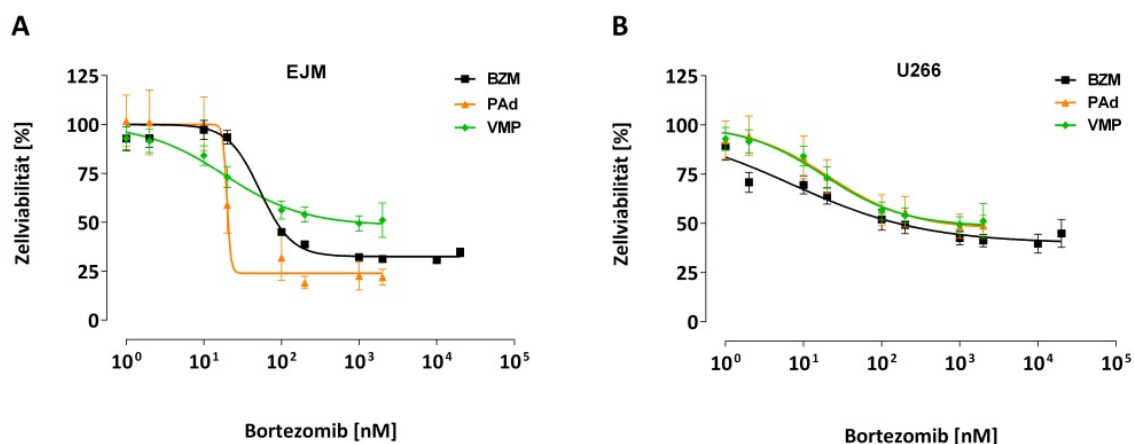 A
EJM
BZM
PAd
VMP
Zellviabilität [%]
125
100
75
50
25
0
10⁰ 10¹ 10² 10³ 10⁴ 10⁵
Bortezomib [nM]
B
U266
BZM
PAd
VMP
Zellviabilität [%]
125
100
75
50
25
0
10⁰ 10¹ 10² 10³ 10⁴ 10⁵
Bortezomib [nM]